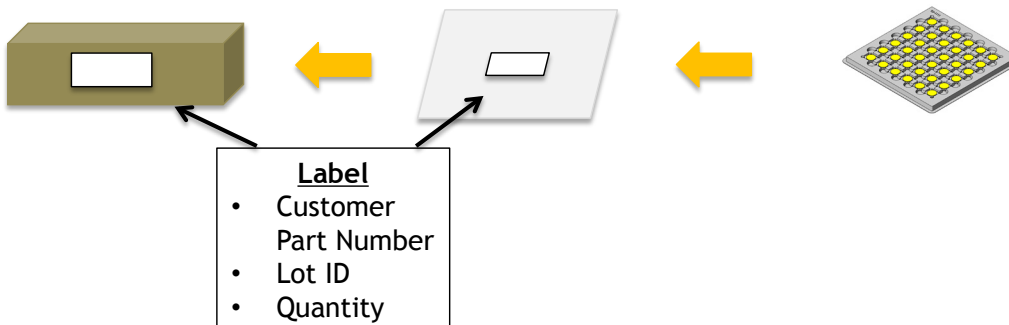 Label
• Customer
Part Number
• Lot ID
• Quantity